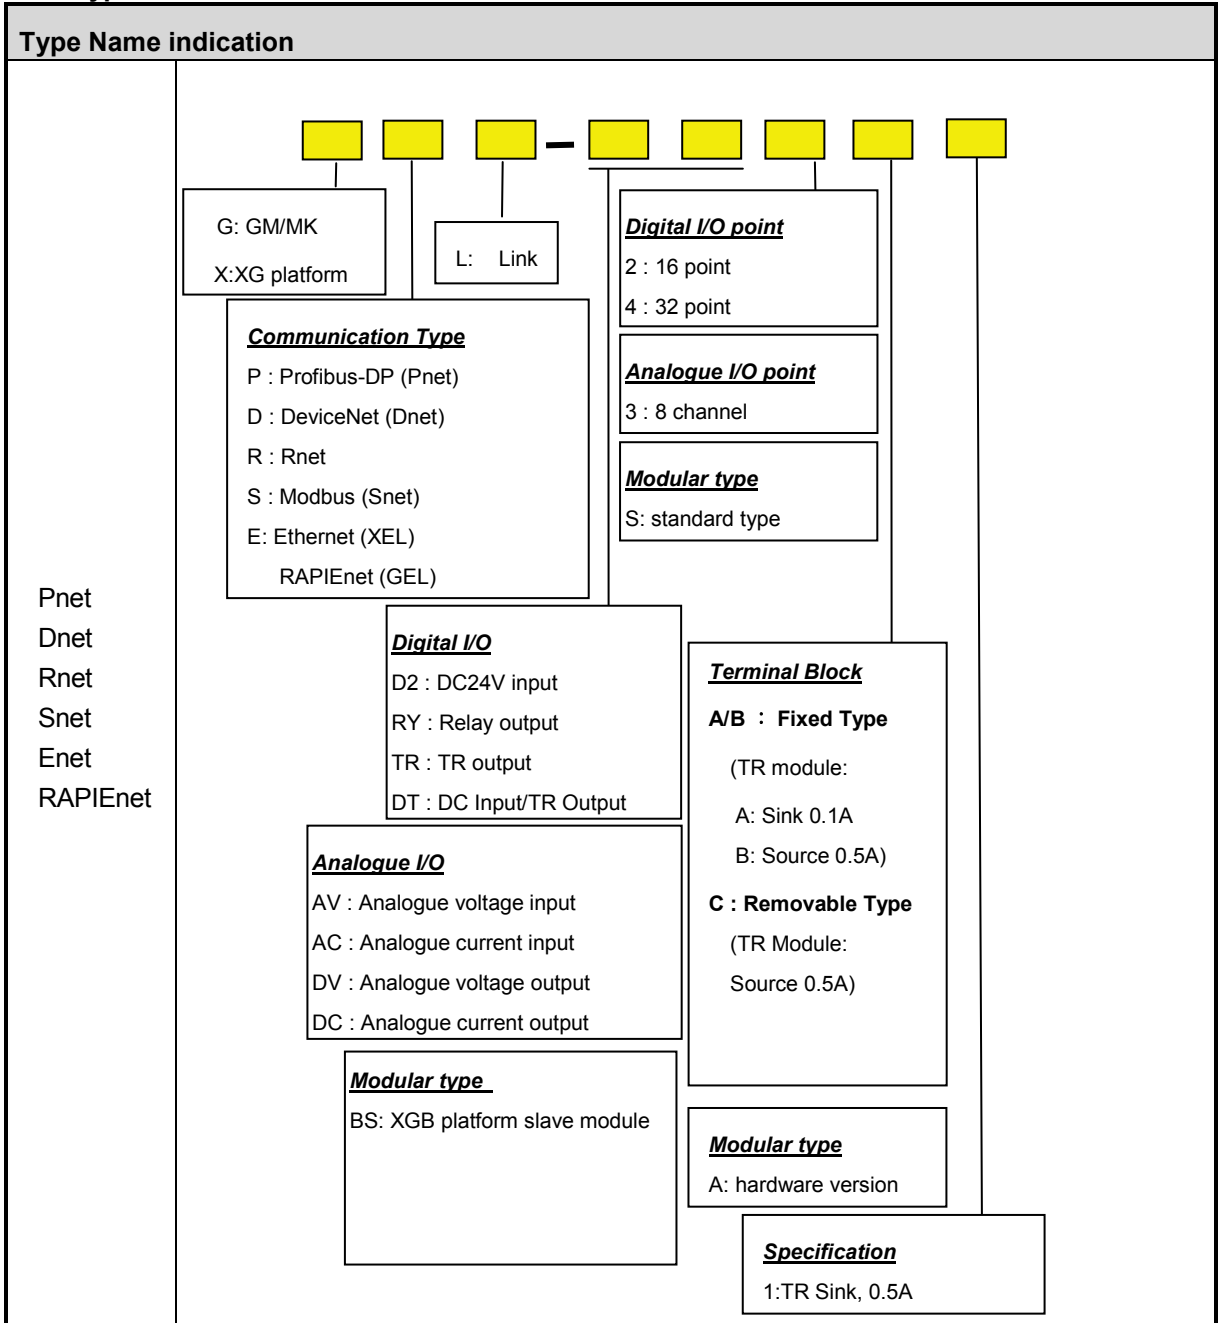 Type Name indication
G: GM/MK
X:XG platform
L: Link
Communication Type
P : Profibus-DP (Pnet)
D : DeviceNet (Dnet)
R : Rnet
S : Modbus (Snet)
E: Ethernet (XEL)
RAPIEnet (GEL)
Digital I/O point
2 : 16 point
4 : 32 point
Analogue I/O point
3 : 8 channel
Modular type
S: standard type
Pnet
Dnet
Rnet
Snet
Enet
RAPIEnet
Digital I/O
D2 : DC24V input
RY : Relay output
TR : TR output
DT : DC Input/TR Output
Analogue I/O
AV : Analogue voltage input
AC : Analogue current input
DV : Analogue voltage output
DC : Analogue current output
Modular type
BS: XGB platform slave module
Terminal Block
A/B : Fixed Type
(TR module:
A: Sink 0.1A
B: Source 0.5A)
C : Removable Type
(TR Module:
Source 0.5A)
Modular type
A: hardware version
Specification
1:TR Sink, 0.5A